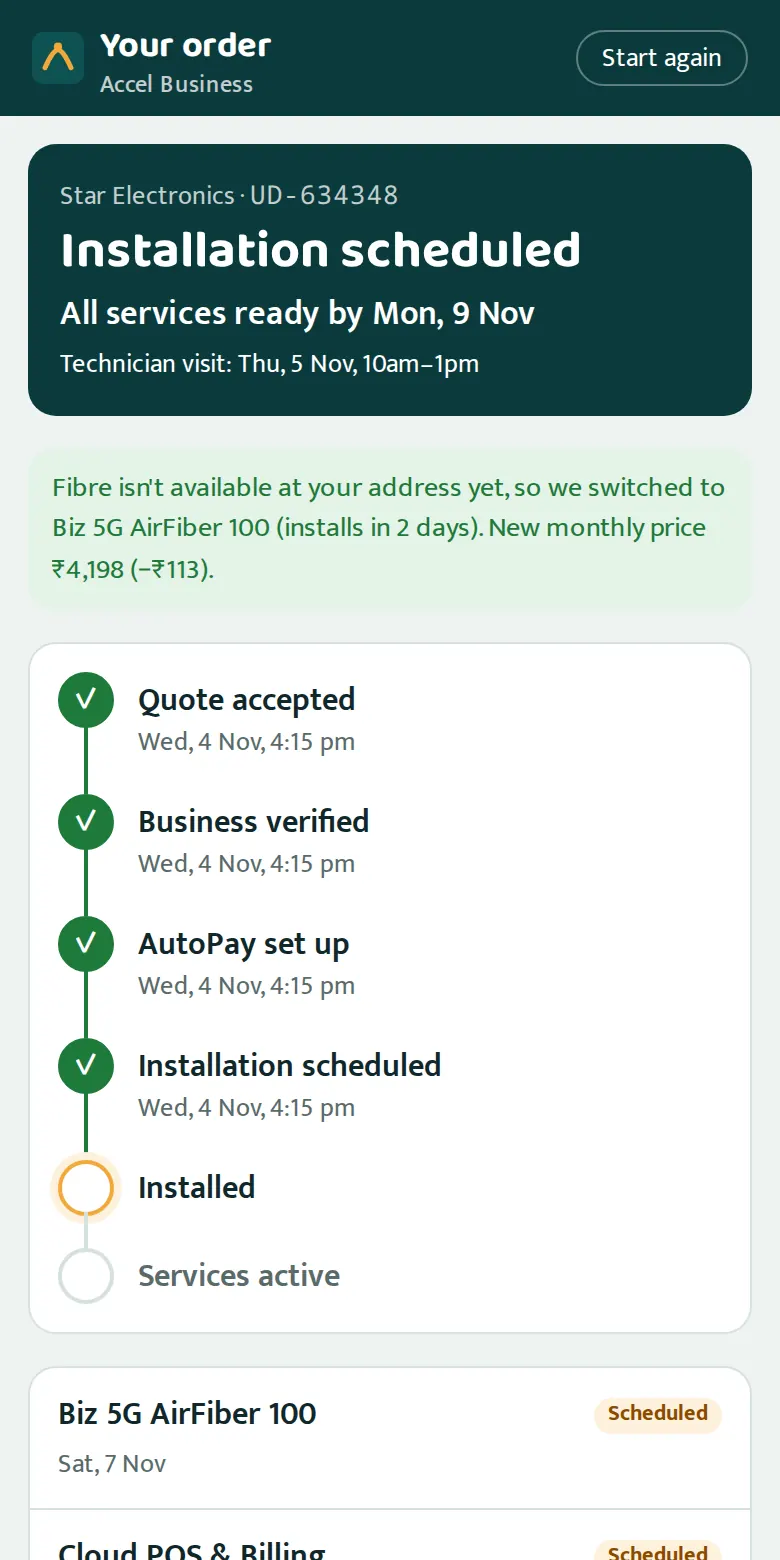 Your order
Accel Business
Start again
Star Electronics · UD-634348
Installation scheduled
All services ready by Mon, 9 Nov
Technician visit: Thu, 5 Nov, 10am–1pm
Fibre isn't available at your address yet, so we switched to
Biz 5G AirFiber 100 (installs in 2 days). New monthly price
₹4,198 (−₹113).
Quote accepted
Wed, 4 Nov, 4:15 pm
Business verified
Wed, 4 Nov, 4:15 pm
AutoPay set up
Wed, 4 Nov, 4:15 pm
Installation scheduled
Wed, 4 Nov, 4:15 pm
Installed
Services active
Biz 5G AirFiber 100
Scheduled
Sat, 7 Nov
Cloud POS & Billing
Scheduled